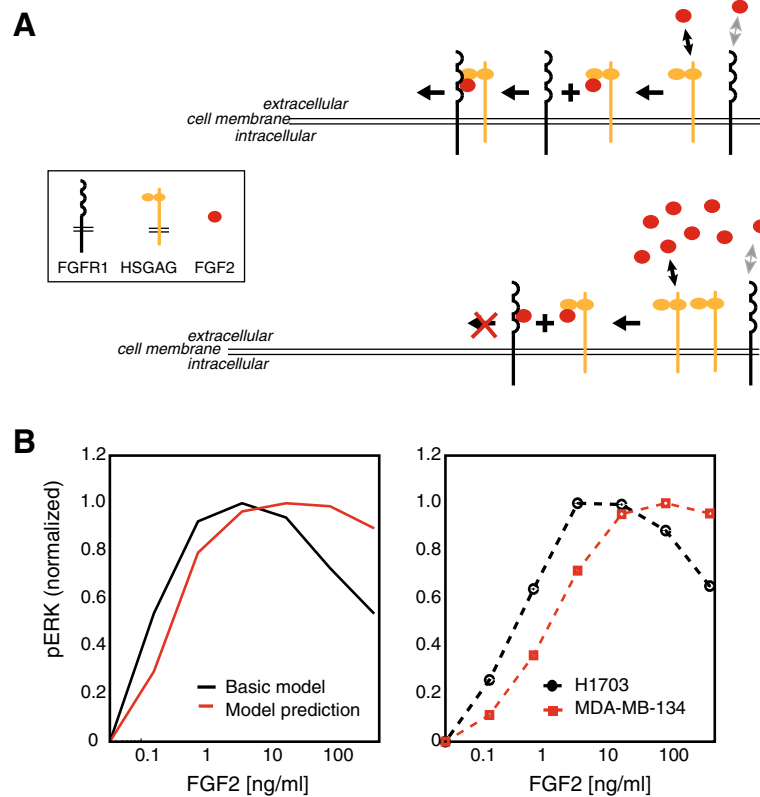 A
extracellular
cell membrane
intracellular
+
FGFR1 HSGAG FGF2
+
extracellular
cell membrane
intracellular
B
1.2
1.0
0.8
0.6
0.4
0.2
0
pERK (normalized)
Basic model
Model prediction
0.1 1 10 100
FGF2 [ng/ml]
1.2
1.0
0.8
0.6
0.4
0.2
0
H1703
MDA-MB-134
0.1 1 10 100
FGF2 [ng/ml]